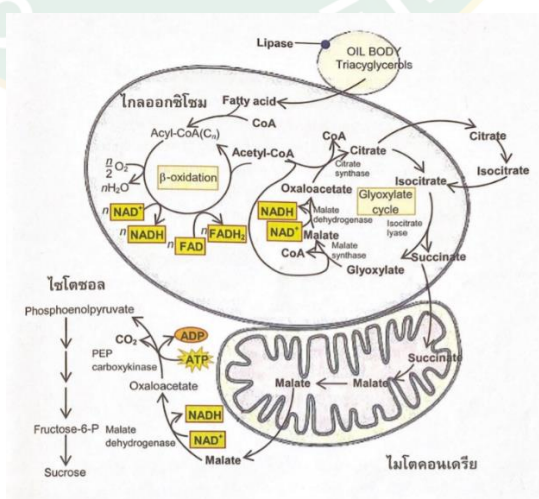 Lipase
OIL BODY
Triacyglycerols
ไกลออกซิโซม
Fatty acid
CoA
Acyl-CoA(Cn)
Acetyl-CoA
n/2 O₂
nH₂O
β-oxidation
n NAD⁺
n NADH
n FAD
n FADH₂
CoA
Citrate
Citrate
synthase
Citrate
Isocitrate
Oxaloacetate
Isocitrate
Glyoxylate
cycle
NADH
Malate
dehydrogenase
NAD⁺
Malate
Isocitrate
lyase
CoA
Malate
synthase
Glyoxylate
Succinate
ไซโตซอล
Phosphoenolpyruvate
CO₂
ADP
ATP
PEP
carboxykinase
Oxaloacetate
Succinate
Malate
Malate
NADH
Fructose-6-P
Malate
dehydrogenase
NAD⁺
Malate
Sucrose
ไมโตคอนเดรีย